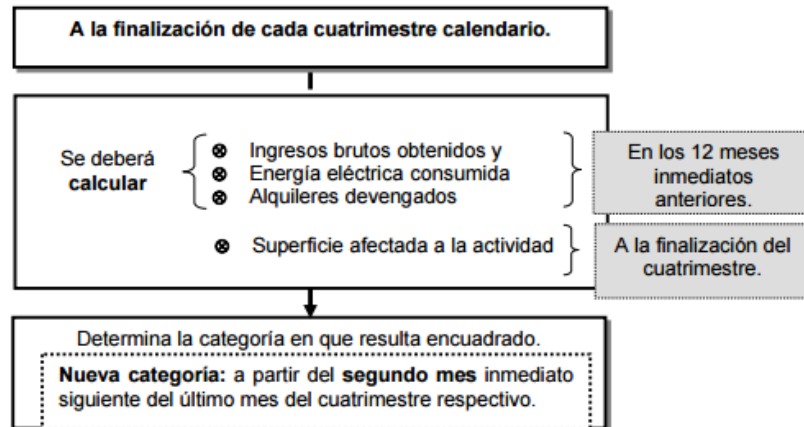 A la finalización de cada cuatrimestre calendario.
Se deberá
calcular
Ingresos brutos obtenidos y
Energía eléctrica consumida
Alquileres devengados
En los 12 meses
inmediatos
anteriores.
Superficie afectada a la actividad
A la finalización del
cuatrimestre.
Determina la categoría en que resulta encuadrado.
Nueva categoría: a partir del segundo mes inmediato
siguiente del último mes del cuatrimestre respectivo.